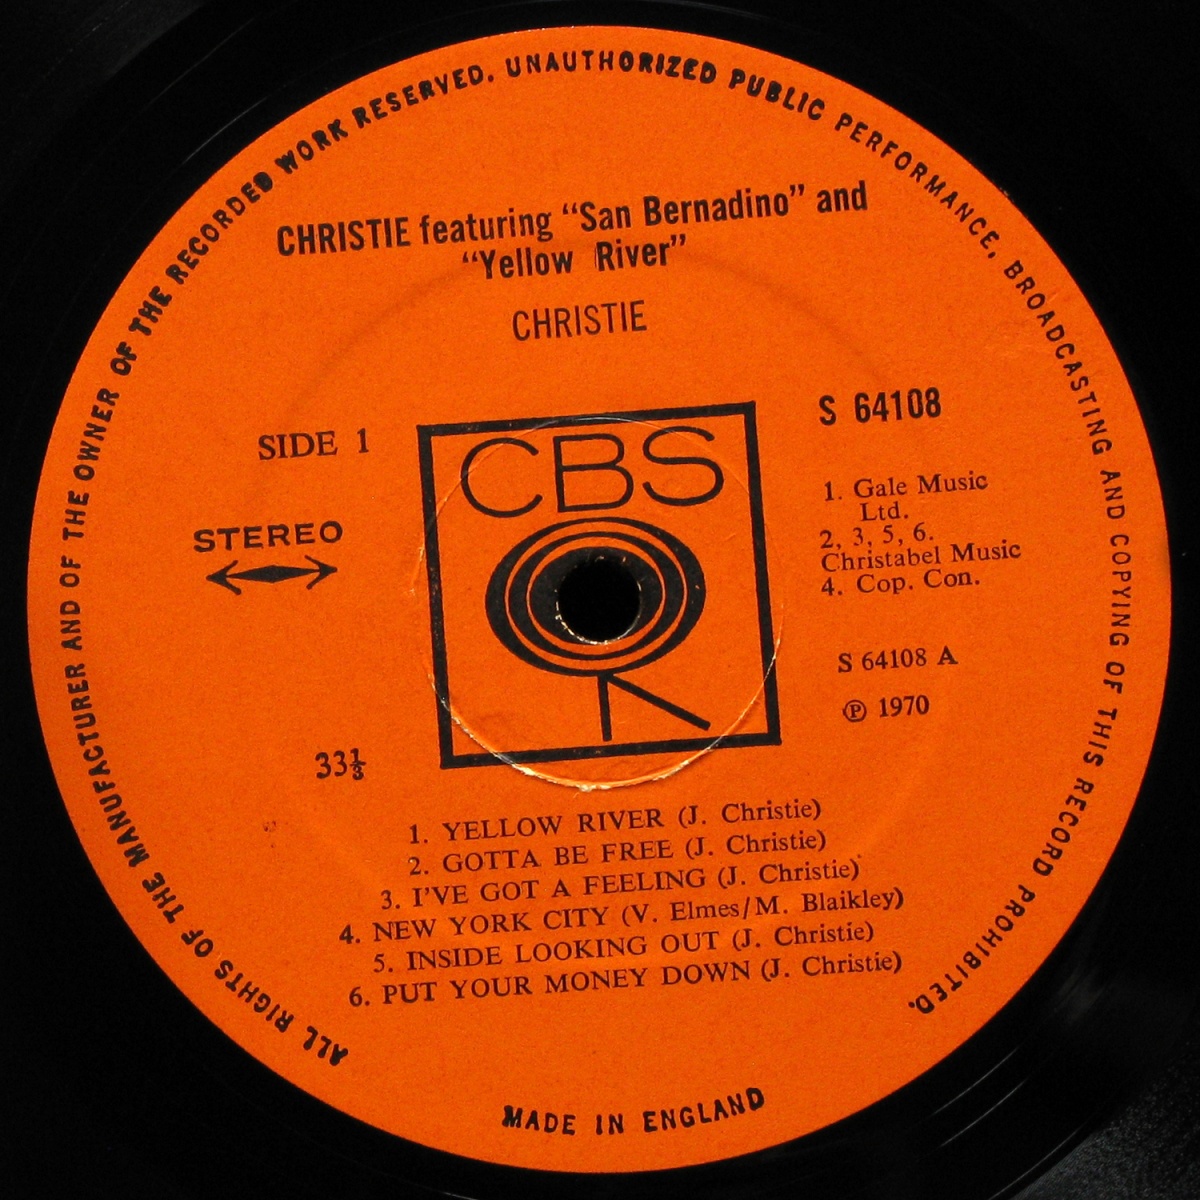 ALL RIGHTS OF THE MANUFACTURER AND OF THE OWNER OF THE RECORDED WORK RESERVED. UNAUTHORIZED PUBLIC PERFORMANCE, BROADCASTING AND COPYING OF THIS RECORD PROHIBITED.
CHRISTIE featuring “San Bernadino” and
“Yellow River”
CHRISTIE
SIDE 1
STEREO
33⅓
CBS
S 64108
1. Gale Music
Ltd.
2, 3, 5, 6.
Christabel Music
4. Cop. Con.
S 64108 A
℗ 1970
1. YELLOW RIVER (J. Christie)
2. GOTTA BE FREE (J. Christie)
3. I'VE GOT A FEELING (J. Christie)
4. NEW YORK CITY (V. Elmes/M. Blaikley)
5. INSIDE LOOKING OUT (J. Christie)
6. PUT YOUR MONEY DOWN (J. Christie)
MADE IN ENGLAND